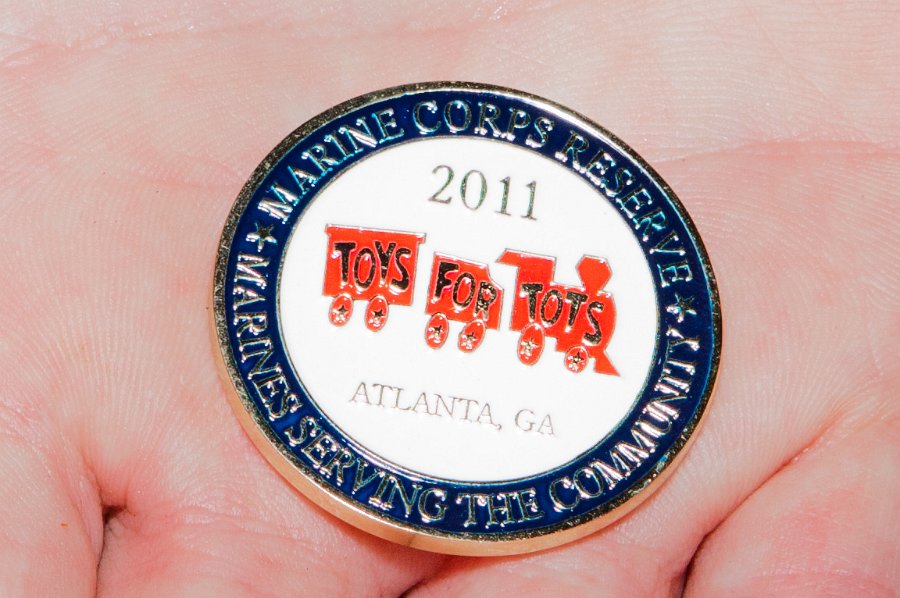 MARINE CORPS RESERVE
2011
TOYS FOR TOTS
ATLANTA, GA
MARINES SERVING THE COMMUNITY